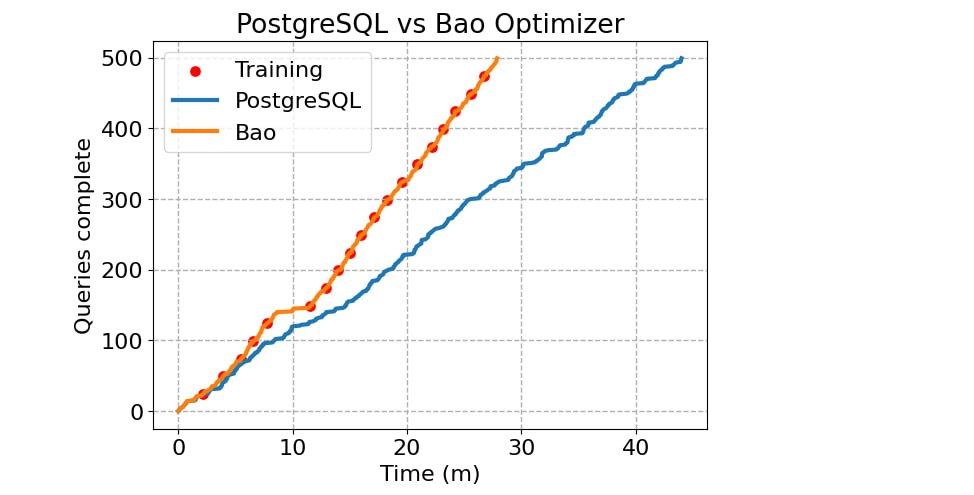 PostgreSQL vs Bao Optimizer
Training
PostgreSQL
Bao
Queries complete
500
400
300
200
100
0
0 10 20 30 40
Time (m)